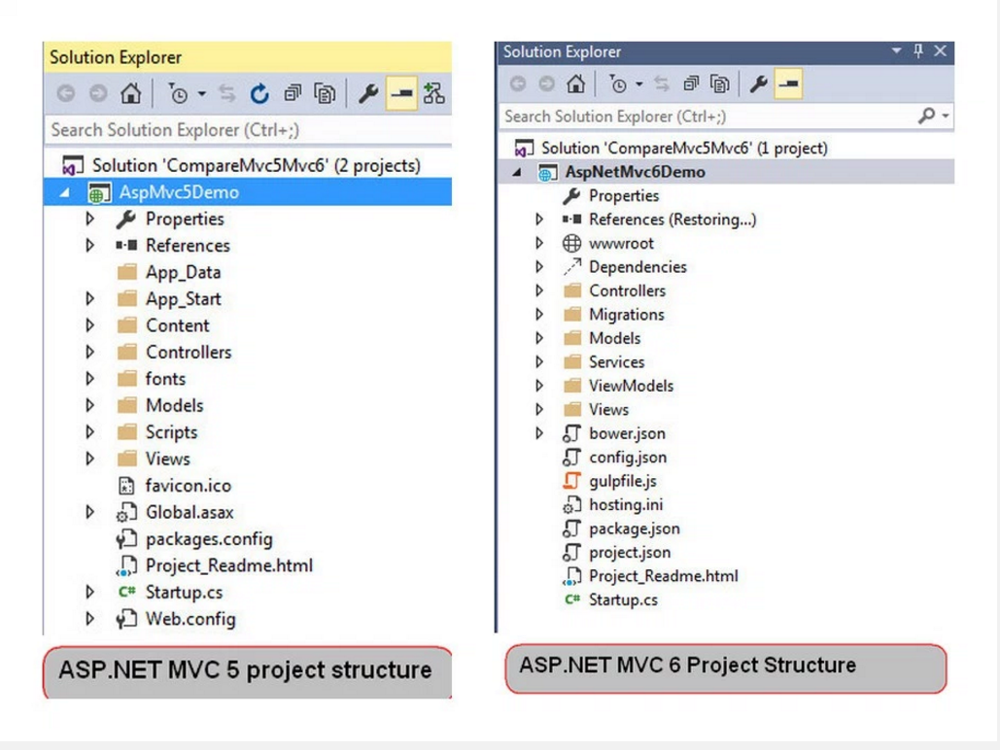 Solution Explorer
Search Solution Explorer (Ctrl+;)
Solution 'CompareMvc5Mvc6' (2 projects)
AspMvc5Demo
Properties
References
App_Data
App_Start
Content
Controllers
fonts
Models
Scripts
Views
favicon.ico
Global.asax
packages.config
Project_Readme.html
C# Startup.cs
Web.config
ASP.NET MVC 5 project structure
Solution Explorer
Search Solution Explorer (Ctrl+;)
Solution 'CompareMvc5Mvc6' (1 project)
AspNetMvc6Demo
Properties
References (Restoring...)
wwwroot
Dependencies
Controllers
Migrations
Models
Services
ViewModels
Views
bower.json
config.json
gulpfile.js
hosting.ini
package.json
project.json
Project_Readme.html
C# Startup.cs
ASP.NET MVC 6 Project Structure